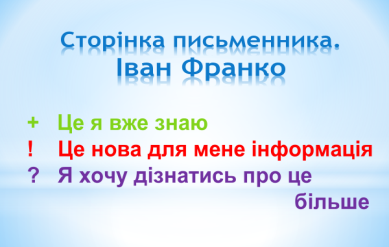 Сторінка письменника.
Іван Франко
+ Це я вже знаю
! Це нова для мене інформація
? Я хочу дізнатись про це
більше